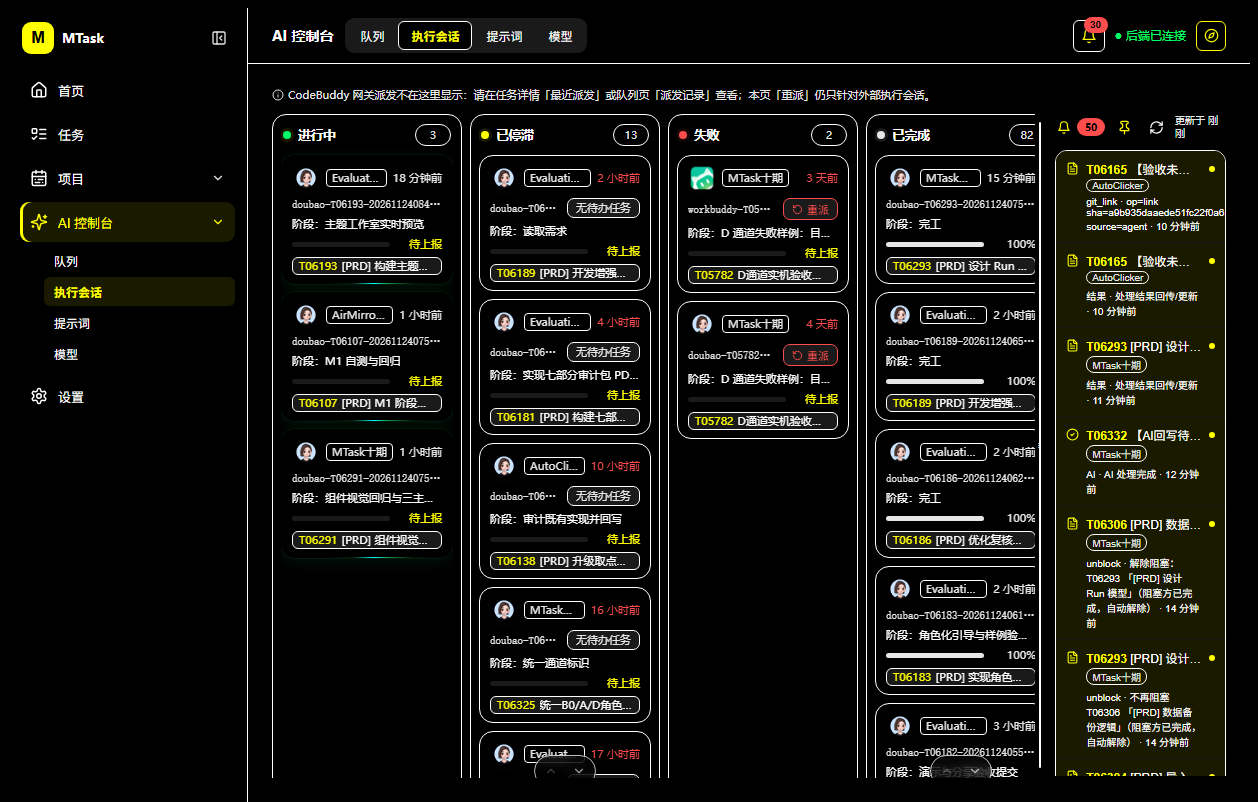 M MTask
首页
任务
项目
AI 控制台
队列
执行会话
提示词
模型
设置
AI 控制台 队列 执行会话 提示词 模型
30 后端已连接
CodeBuddy 网关派发不在这里显示：请在任务详情「最近派发」或队列页「派发记录」查看；本页「重派」仍只针对外部执行会话。
进行中 3
Evaluat... 18 分钟前
doubao-T06193-20261124084···
阶段：主题工作室实时预览
待上报
T06193 [PRD] 构建主题...
AirMirro... 1 小时前
doubao-T06107-20261124075···
阶段：M1 自测与回归
待上报
T06107 [PRD] M1 阶段...
MTask十期 1 小时前
doubao-T06291-20261124075···
阶段：组件视觉回归与三主...
待上报
T06291 [PRD] 组件视觉...
已停滞 13
Evaluati... 2 小时前
doubao-T06··· 无待办任务
阶段：读取需求
待上报
T06189 [PRD] 开发增强...
Evaluati... 4 小时前
doubao-T06··· 无待办任务
阶段：实现七部分审计包 PD...
待上报
T06181 [PRD] 构建七部...
AutoCli... 10 小时前
doubao-T06··· 无待办任务
阶段：审计既有实现并回写
待上报
T06138 [PRD] 升级取点...
MTask... 16 小时前
doubao-T06··· 无待办任务
阶段：统一通道标识
待上报
T06325 统一B0/A/D角色...
Evaluat... 17 小时前
失败 2
MTask十期 3 天前
workbuddy-T05··· 重派
阶段：D 通道失败样例：目...
待上报
T05782 D通道实机验收...
MTask十期 4 天前
doubao-T05782··· 重派
阶段：D 通道失败样例：目...
待上报
T05782 D通道实机验收...
已完成 82
MTask... 15 分钟前
doubao-T06293-20261124075···
阶段：完工
100%
T06293 [PRD] 设计 Run ...
Evaluati... 2 小时前
doubao-T06189-20261124065···
阶段：完工
100%
T06189 [PRD] 开发增强...
Evaluati... 2 小时前
doubao-T06186-20261124062···
阶段：完工
100%
T06186 [PRD] 优化复核...
Evaluati... 2 小时前
doubao-T06183-20261124061···
阶段：角色化引导与样例验...
100%
T06183 [PRD] 实现角色...
Evaluati... 3 小时前
doubao-T06182-20261124055···
阶段：演示与分享验收提交
50 更新于 刚
刚
T06165 【验收未...
AutoClicker
git_link · op=link
sha=a9b935daaede51fc22f0a6
source=agent · 10 分钟前
T06165 【验收未...
AutoClicker
结果 · 处理结果回传/更新
· 10 分钟前
T06293 [PRD] 设计...
MTask十期
结果 · 处理结果回传/更新
· 11 分钟前
T06332 【AI回写待...
MTask十期
AI · AI 处理完成 · 12 分钟
前
T06306 [PRD] 数据...
MTask十期
unblock · 解除阻塞：
T06293 「[PRD] 设计
Run 模型」（阻塞方已完
成，自动解除） · 14 分钟
前
T06293 [PRD] 设计...
MTask十期
unblock · 不再阻塞
T06306 「[PRD] 数据备
份逻辑」（阻塞方已完成，
自动解除） · 14 分钟前